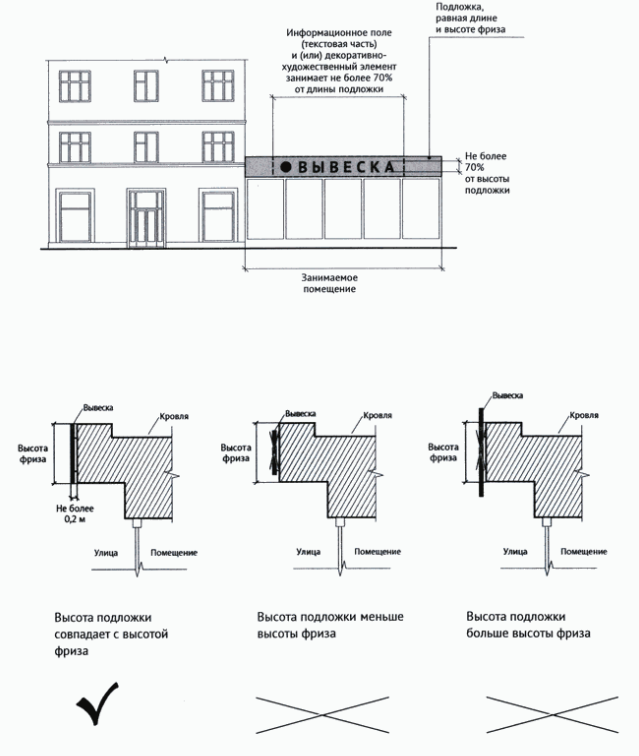 Подложка,
равная длине
и высоте фриза
Информационное поле
(текстовая часть)
и (или) декоративно-
художественный элемент
занимает не более 70%
от длины подложки
ВЫВЕСКА
Не более
70%
от высоты
подложки
Занимаемое
помещение
Вывеска
Кровля
Высота
фриза
Не более
0,2 м
Улица
Помещение
Вывеска
Кровля
Высота
фриза
Улица
Помещение
Вывеска
Кровля
Высота
фриза
Улица
Помещение
Высота подложки
совпадает с высотой
фриза
Высота подложки меньше
высоты фриза
Высота подложки
больше высоты фриза